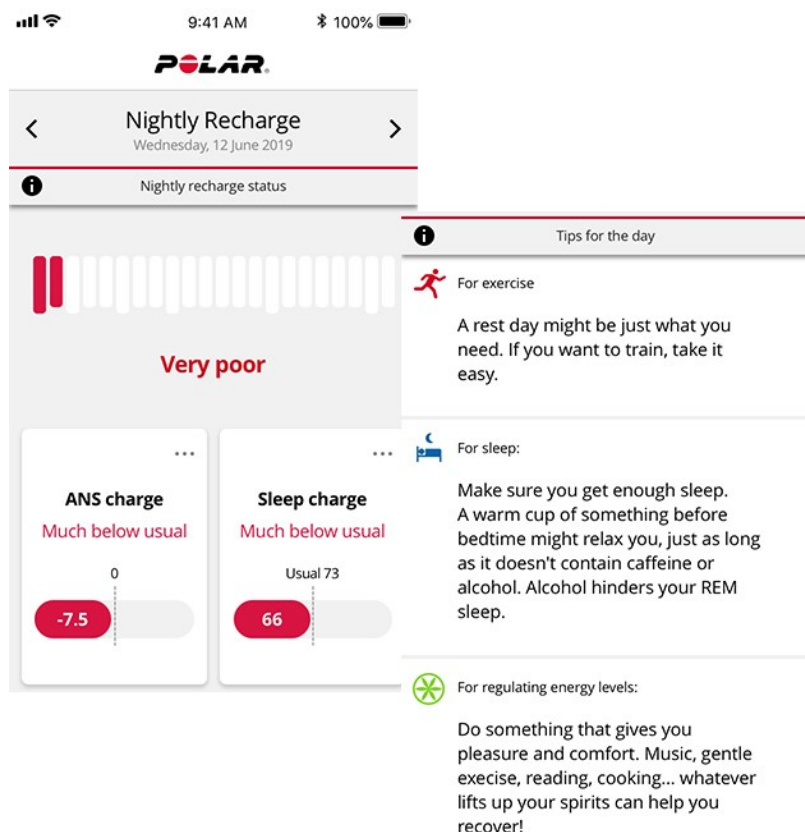 9:41 AM
100%
POLAR
Nightly Recharge
Wednesday, 12 June 2019
Nightly recharge status
Very poor
ANS charge
Much below usual
0
-7.5
Sleep charge
Much below usual
Usual 73
66
Tips for the day
For exercise
A rest day might be just what you
need. If you want to train, take it
easy.
For sleep:
Make sure you get enough sleep.
A warm cup of something before
bedtime might relax you, just as long
as it doesn't contain caffeine or
alcohol. Alcohol hinders your REM
sleep.
For regulating energy levels:
Do something that gives you
pleasure and comfort. Music, gentle
execise, reading, cooking... whatever
lifts up your spirits can help you
recover!